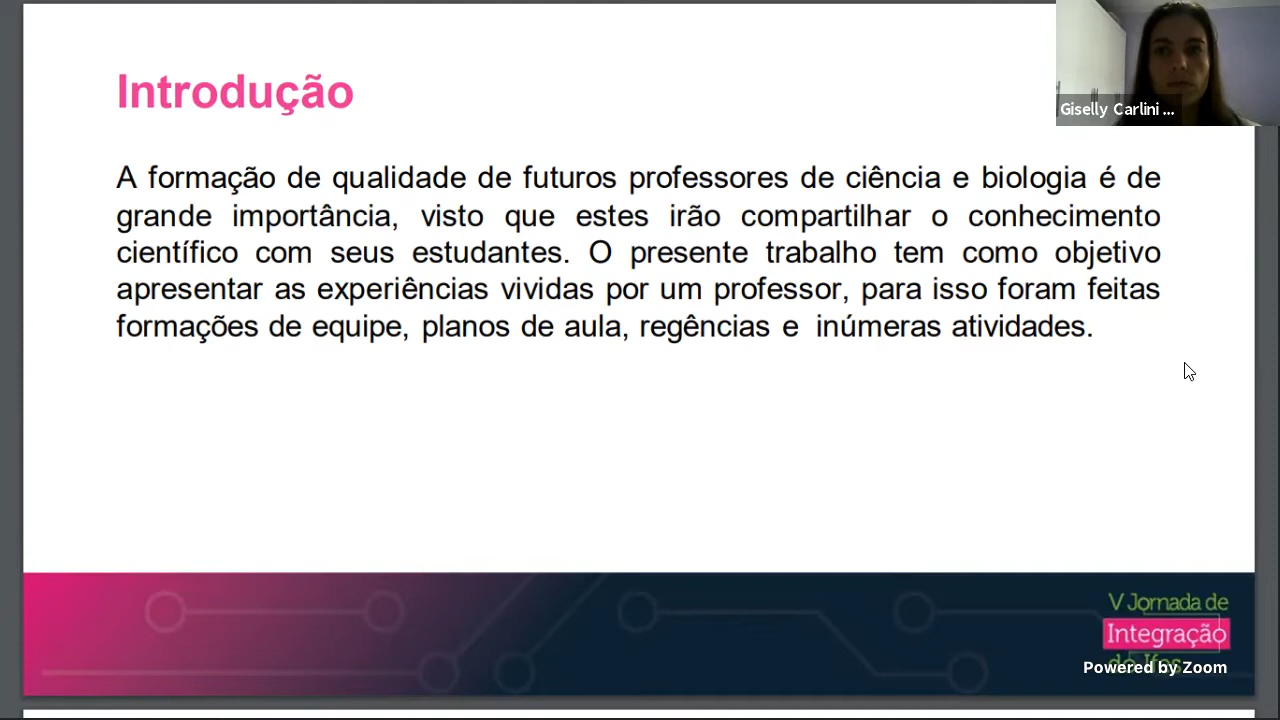 Introdução
Giselly Carlini ...
A formação de qualidade de futuros professores de ciência e biologia é de
grande importância, visto que estes irão compartilhar o conhecimento
científico com seus estudantes. O presente trabalho tem como objetivo
apresentar as experiências vividas por um professor, para isso foram feitas
formações de equipe, planos de aula, regências e inúmeras atividades.
V Jornada de
Integração
do Ifes
Powered by Zoom